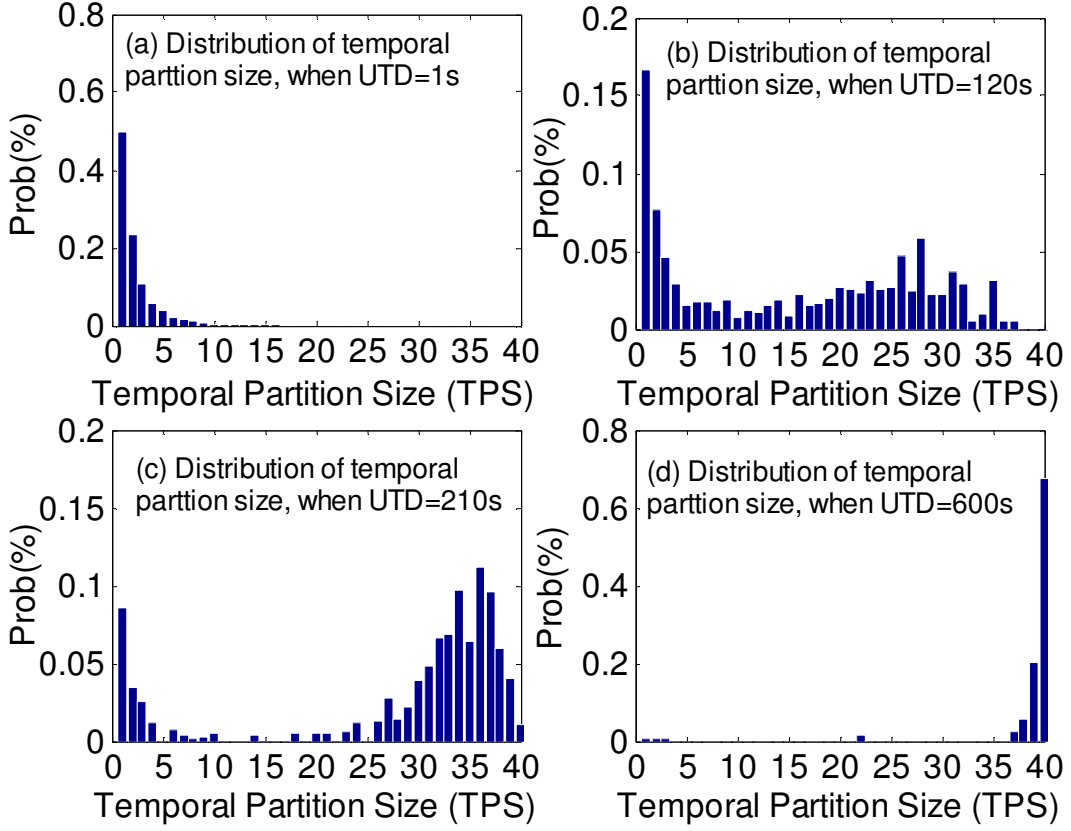 (a) Distribution of temporal
parttion size, when UTD=1s
Prob(%)
0.8
0.6
0.4
0.2
0
0 5 10 15 20 25 30 35 40
Temporal Partition Size (TPS)
(b) Distribution of temporal
parttion size, when UTD=120s
Prob(%)
0.2
0.15
0.1
0.05
0
0 5 10 15 20 25 30 35 40
Temporal Partition Size (TPS)
(c) Distribution of temporal
parttion size, when UTD=210s
Prob(%)
0.2
0.15
0.1
0.05
0
0 5 10 15 20 25 30 35 40
Temporal Partition Size (TPS)
(d) Distribution of temporal
parttion size, when UTD=600s
Prob(%)
0.8
0.6
0.4
0.2
0
0 5 10 15 20 25 30 35 40
Temporal Partition Size (TPS)